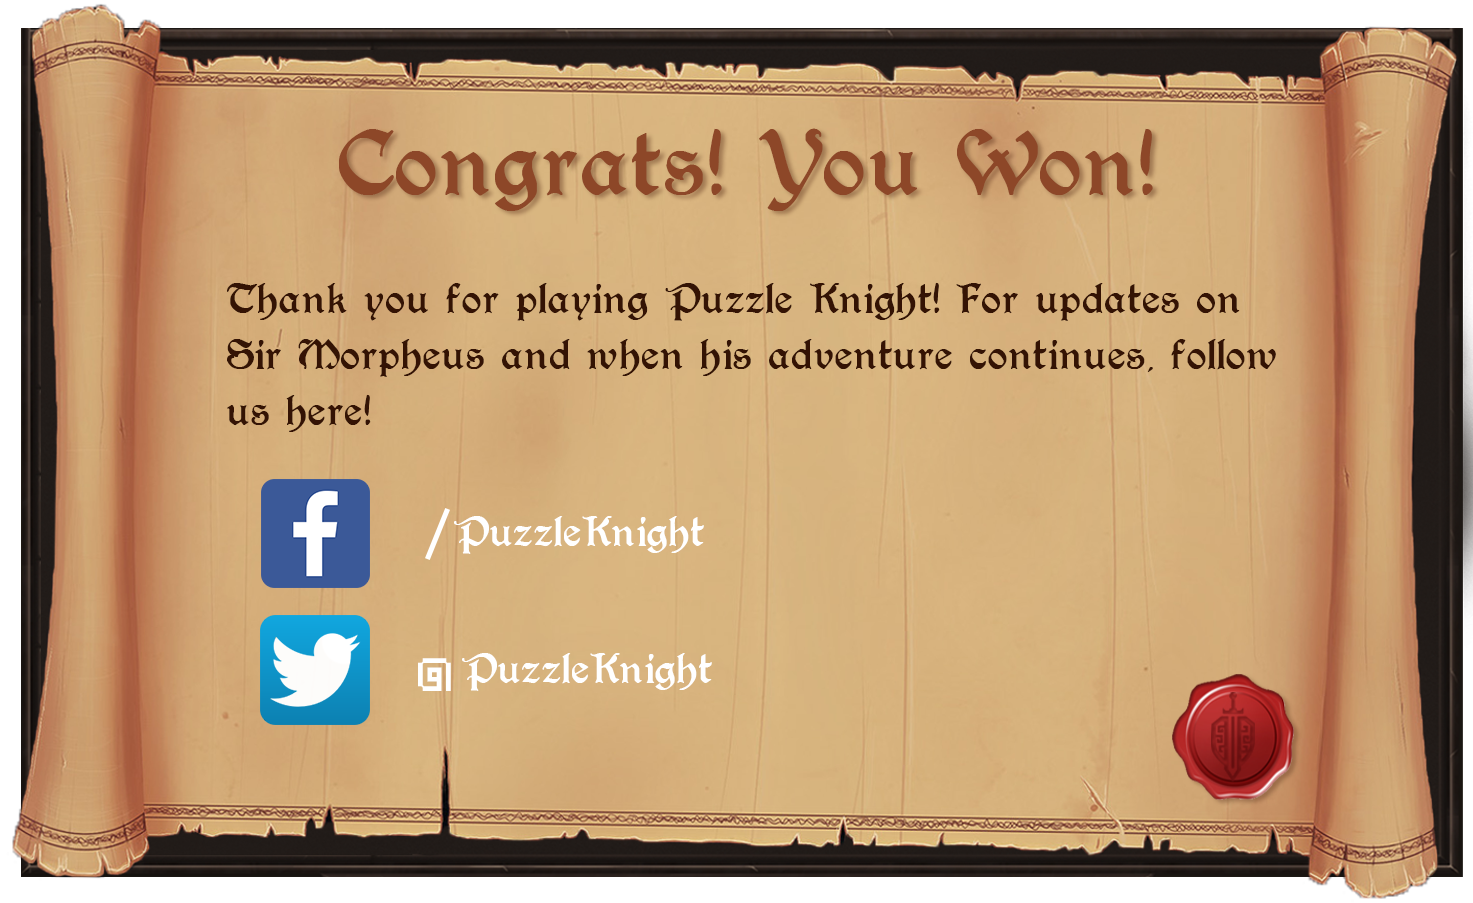 Congrats! You Won!
Thank you for playing Puzzle Knight! For updates on
Sir Morpheus and when his adventure continues, follow
us here!
f
/PuzzleKnight
@ PuzzleKnight